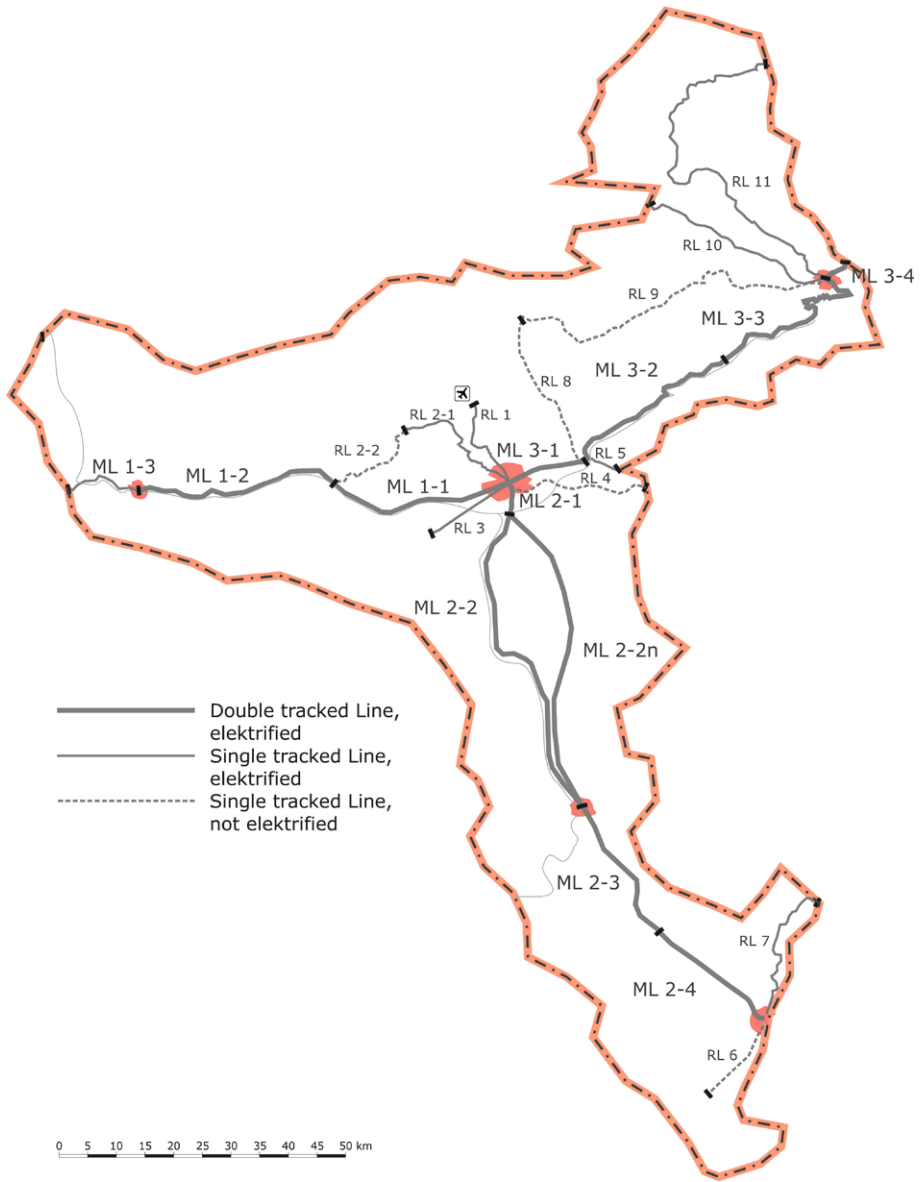 RL 11
RL 10
ML 3-4
RL 9
ML 3-3
ML 3-2
RL 8
RL 2-1
RL 1
RL 2-2
ML 3-1
RL 5
ML 1-3
ML 1-2
ML 1-1
RL 4
ML 2-1
RL 3
ML 2-2
ML 2-2n
Double tracked Line,
elektrified
Single tracked Line,
elektrified
Single tracked Line,
not elektrified
ML 2-3
RL 7
ML 2-4
RL 6
0 5 10 15 20 25 30 35 40 45 50 km